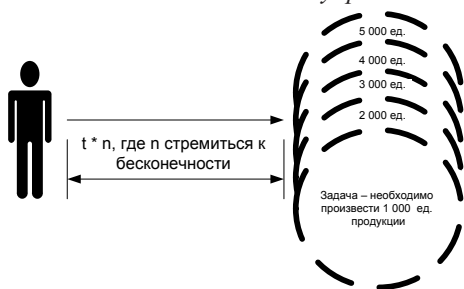 5 000 ед.
4 000 ед.
3 000 ед.
2 000 ед.
t * n, где n стремиться к
бесконечности
Задача – необходимо
произвести 1 000 ед.
продукции